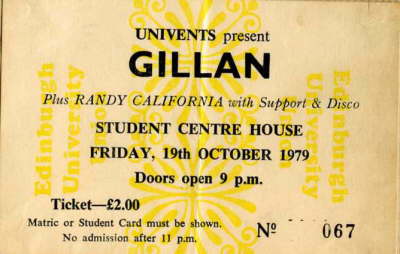 UNIVENTS present
GILLAN
Plus RANDY CALIFORNIA with Support & Disco
STUDENT CENTRE HOUSE
FRIDAY, 19th OCTOBER 1979
Doors open 9 p.m.
Ticket—£2.00
Matric or Student Card must be shown.
No admission after 11 p.m.
Nº 067
Edinburgh
University
Edinburgh
University
Union